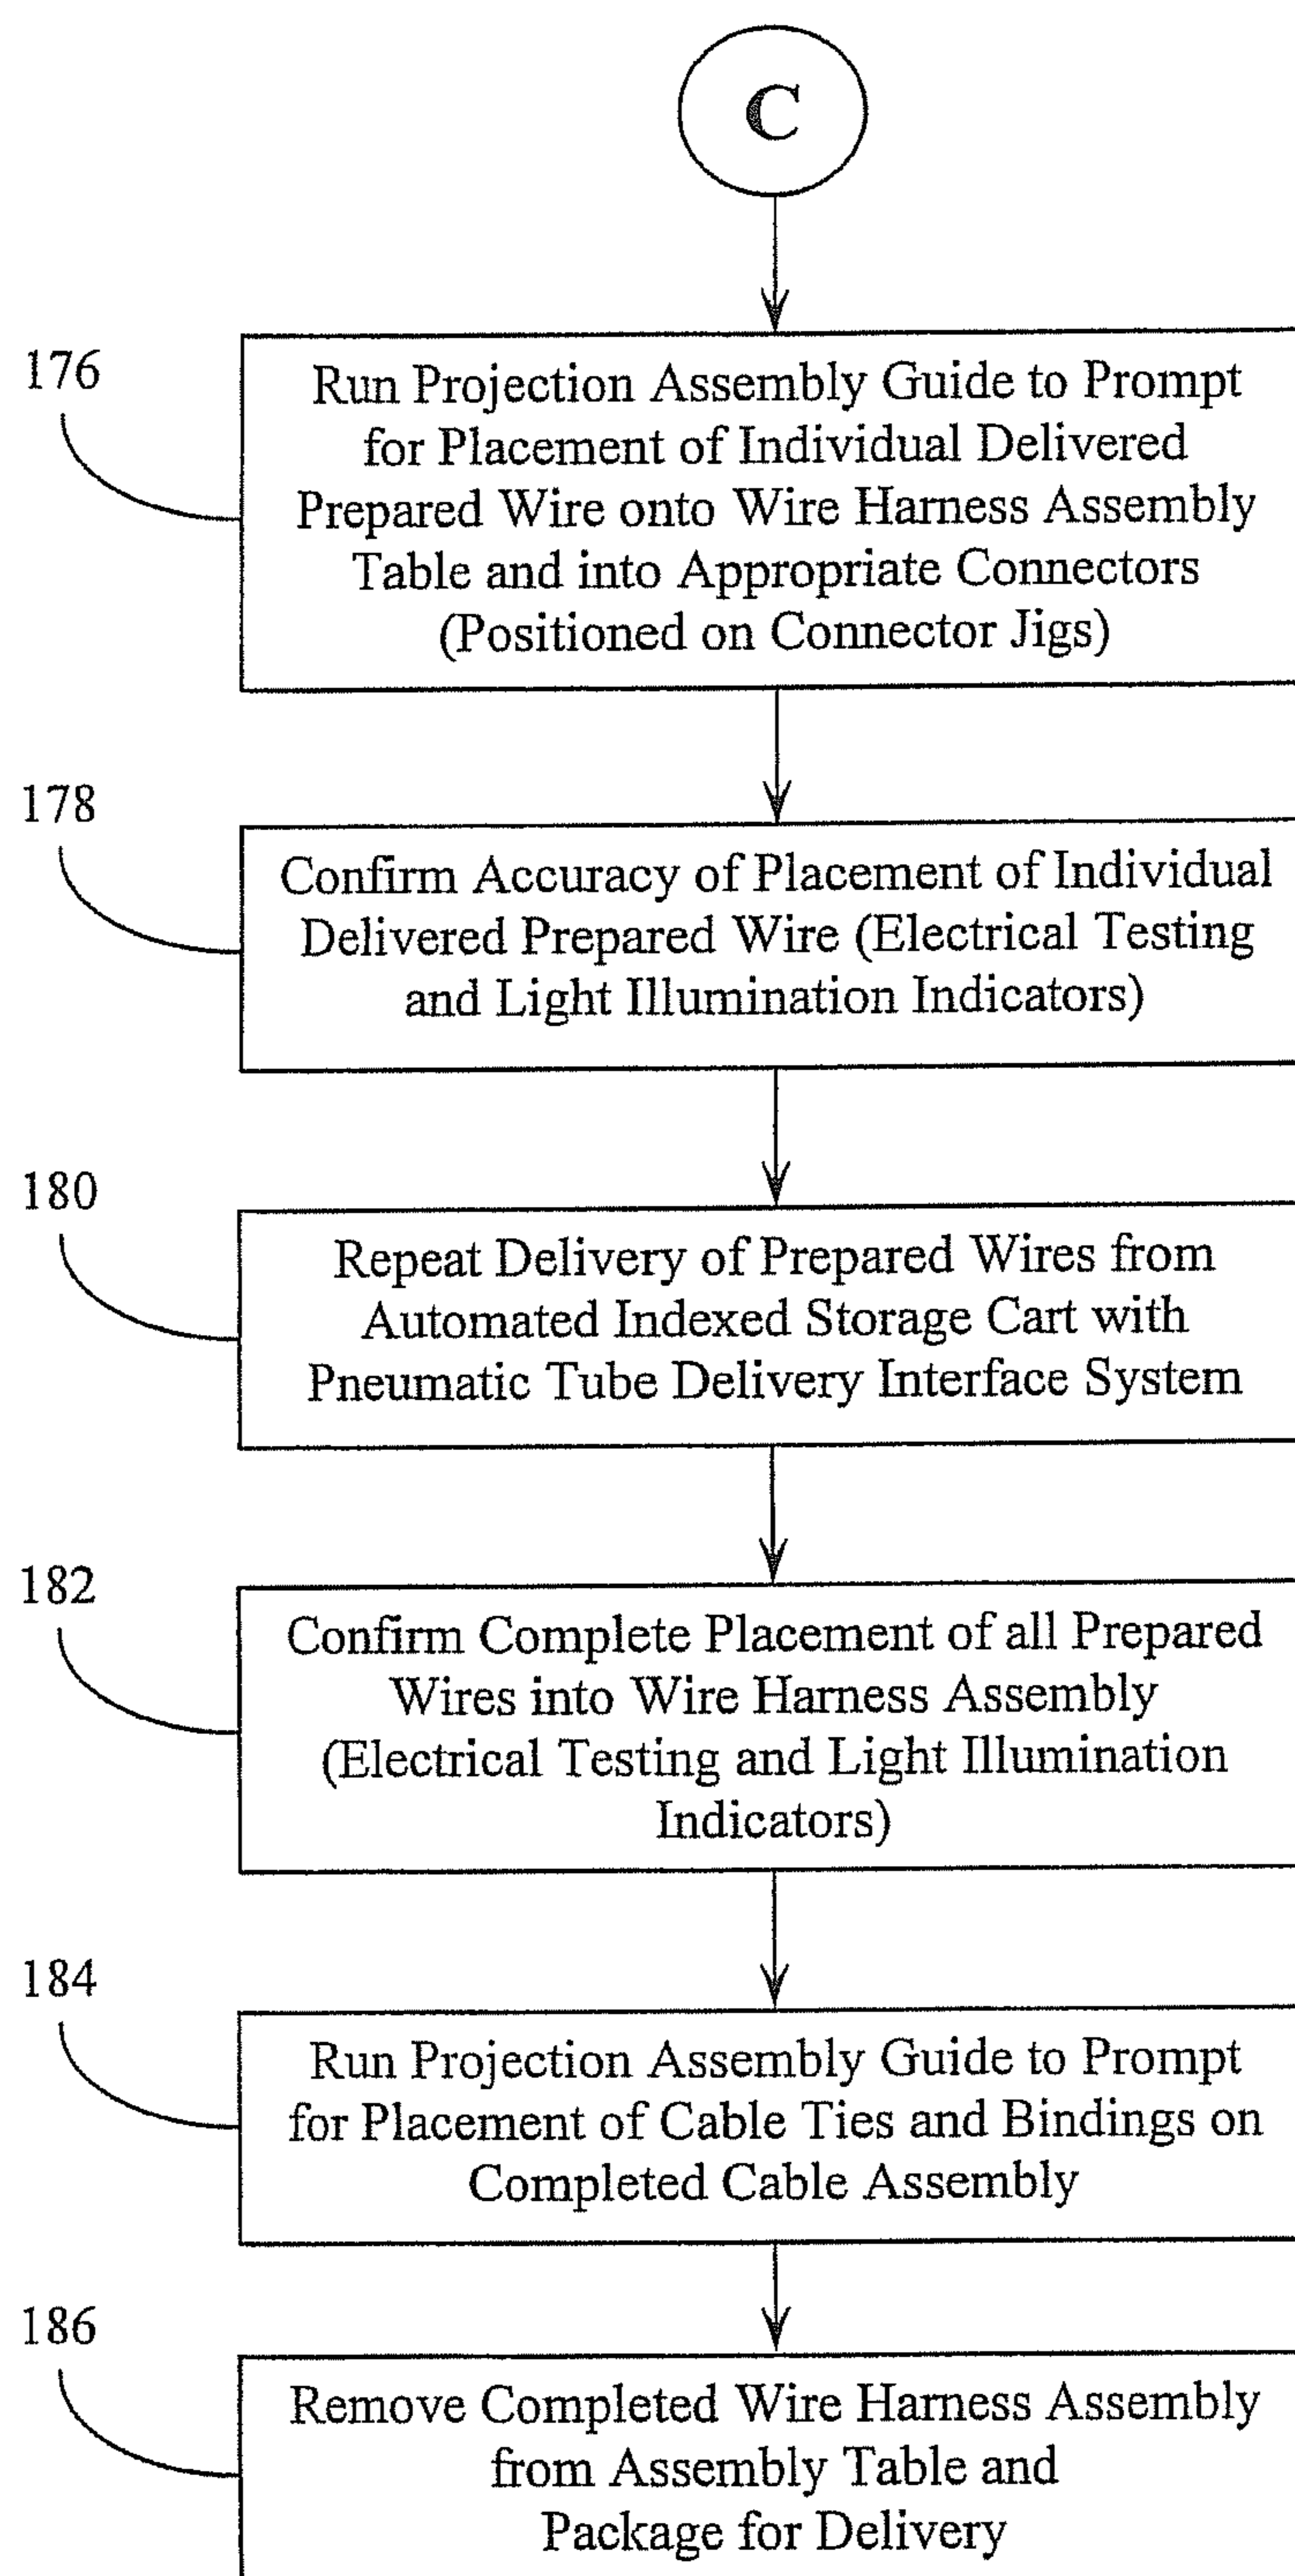 C
176
Run Projection Assembly Guide to Prompt
for Placement of Individual Delivered
Prepared Wire onto Wire Harness Assembly
Table and into Appropriate Connectors
(Positioned on Connector Jigs)
178
Confirm Accuracy of Placement of Individual
Delivered Prepared Wire (Electrical Testing
and Light Illumination Indicators)
180
Repeat Delivery of Prepared Wires from
Automated Indexed Storage Cart with
Pneumatic Tube Delivery Interface System
182
Confirm Complete Placement of all Prepared
Wires into Wire Harness Assembly
(Electrical Testing and Light Illumination
Indicators)
184
Run Projection Assembly Guide to Prompt
for Placement of Cable Ties and Bindings on
Completed Cable Assembly
186
Remove Completed Wire Harness Assembly
from Assembly Table and
Package for Delivery